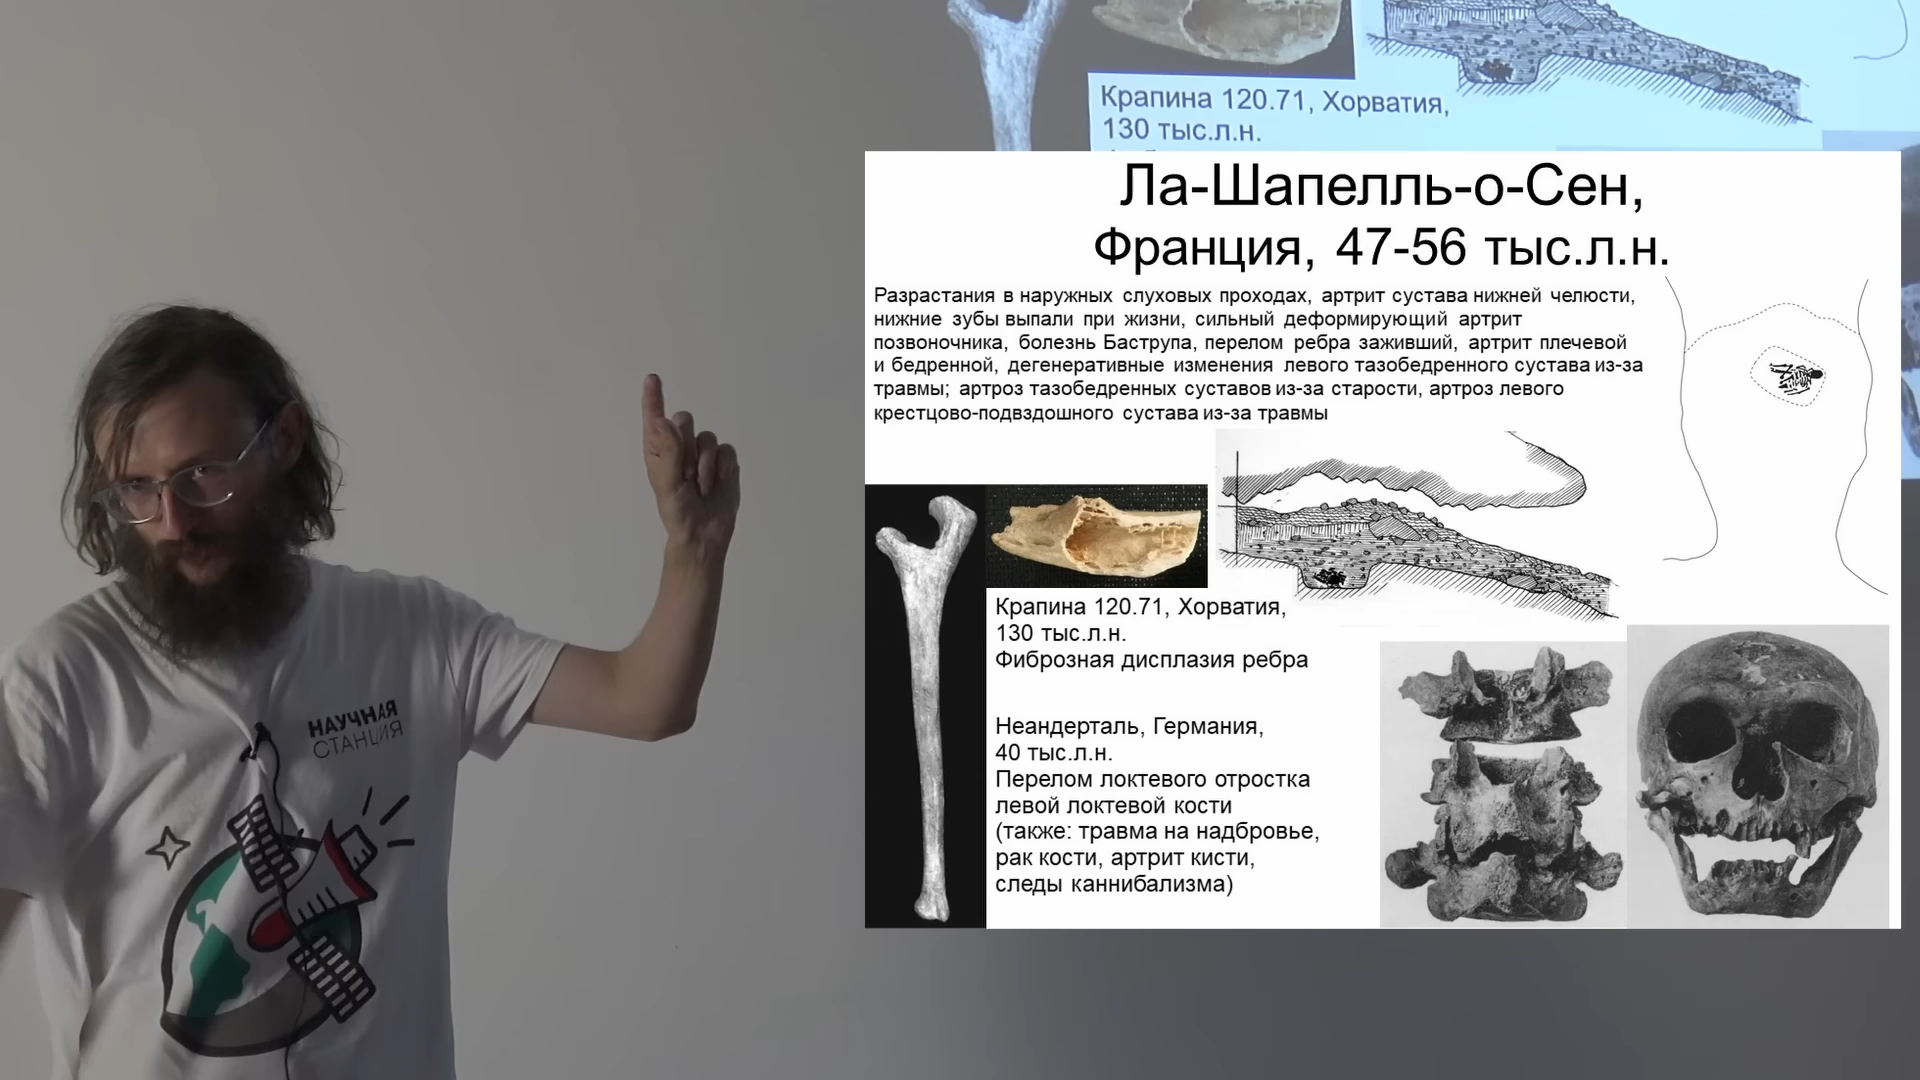 Крапина 120.71, Хорватия,
130 тыс.л.н.
Ла-Шапелль-о-Сен,
Франция, 47-56 тыс.л.н.
Разрастания в наружных слуховых проходах, артрит сустава нижней челюсти,
нижние зубы выпали при жизни, сильный деформирующий артрит
позвоночника, болезнь Баструпа, перелом ребра заживший, артрит плечевой
и бедренной, дегенеративные изменения левого тазобедренного сустава из-за
травмы; артроз тазобедренных суставов из-за старости, артроз левого
крестцово-подвздошного сустава из-за травмы
Крапина 120.71, Хорватия,
130 тыс.л.н.
Фиброзная дисплазия ребра
Неандерталь, Германия,
40 тыс.л.н.
Перелом локтевого отростка
левой локтевой кости
(также: травма на надбровье,
рак кости, артрит кисти,
следы каннибализма)
НАУЧНАЯ
СТАНЦИЯ